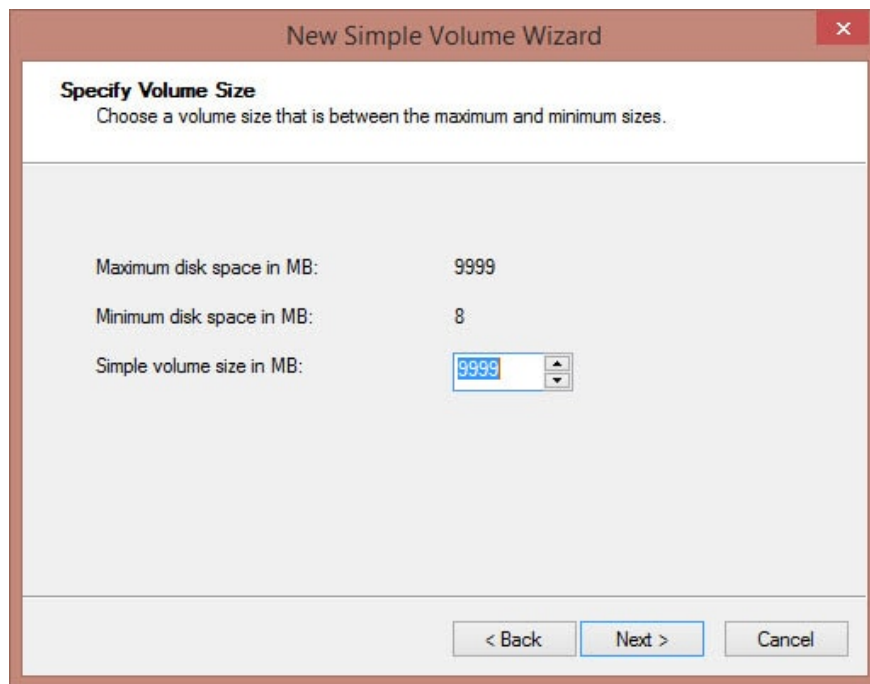 New Simple Volume Wizard
Specify Volume Size
Choose a volume size that is between the maximum and minimum sizes.
Maximum disk space in MB: 9999
Minimum disk space in MB: 8
Simple volume size in MB: 9999
< Back Next > Cancel